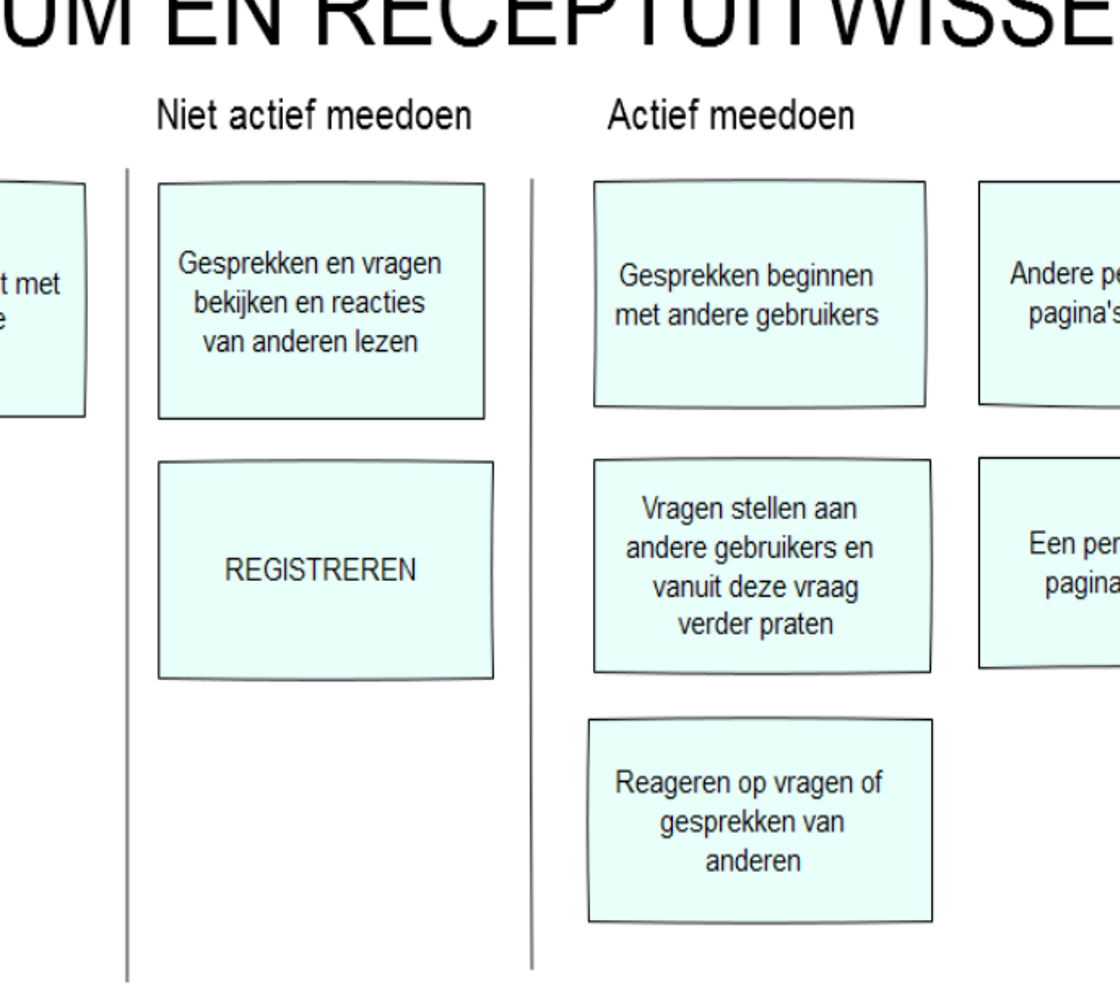 UM EN RECEPTUITWISSE
Niet actief meedoen
Actief meedoen
t met
e
Gesprekken en vragen
bekijken en reacties
van anderen lezen
REGISTREREN
Gesprekken beginnen
met andere gebruikers
Vragen stellen aan
andere gebruikers en
vanuit deze vraag
verder praten
Reageren op vragen of
gesprekken van
anderen
Andere pe
pagina's
Een per
pagina